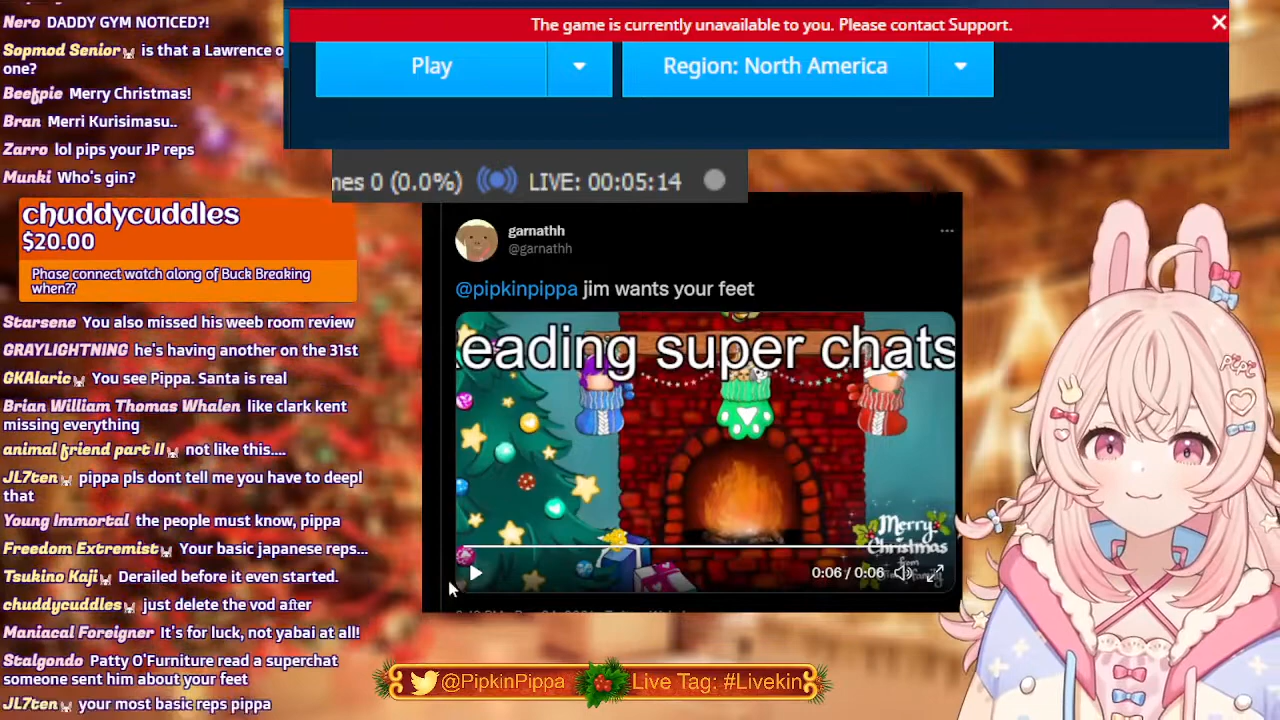 Nero DADDY GYM NOTICED?!
Sopmod Senior is that a Lawrence o
one?
Beefpie Merry Christmas!
Bran Merri Kurisimasu..
Zarro lol pips your JP reps
Munki Who's gin?
chuddycuddles
$20.00
Phase connect watch along of Buck Breaking
when??
Starsene You also missed his weeb room review
GRAYLIGHTNING he's having another on the 31st
GKAlaric You see Pippa. Santa is real
Brian William Thomas Whalen like clark kent
missing everything
animal friend part II not like this....
JL7ten pippa pls dont tell me you have to deepl
that
Young Immortal the people must know, pippa
Freedom Extremist Your basic japanese reps...
Tsukino Kaji Derailed before it even started.
chuddycuddles just delete the vod after
Maniacal Foreigner It's for luck, not yabai at all!
Stalgondo Patty O'Furniture read a superchat
someone sent him about your feet
JL7ten your most basic reps pippa
The game is currently unavailable to you. Please contact Support.
Play
Region: North America
nes 0 (0.0%) LIVE: 00:05:14
garnathh
@garnathh
@pipkinpippa jim wants your feet
eading super chats
Merry
Christmas
from
family
0:06 / 0:06
@PipkinPippa Live Tag: #Livekin
PiPi